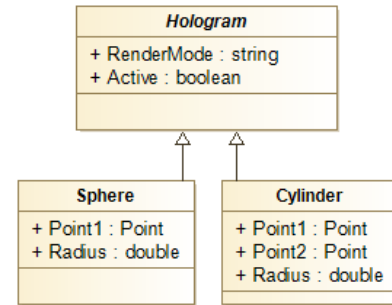 Hologram
+ RenderMode : string
+ Active : boolean
Sphere
+ Point1 : Point
+ Radius : double
Cylinder
+ Point1 : Point
+ Point2 : Point
+ Radius : double